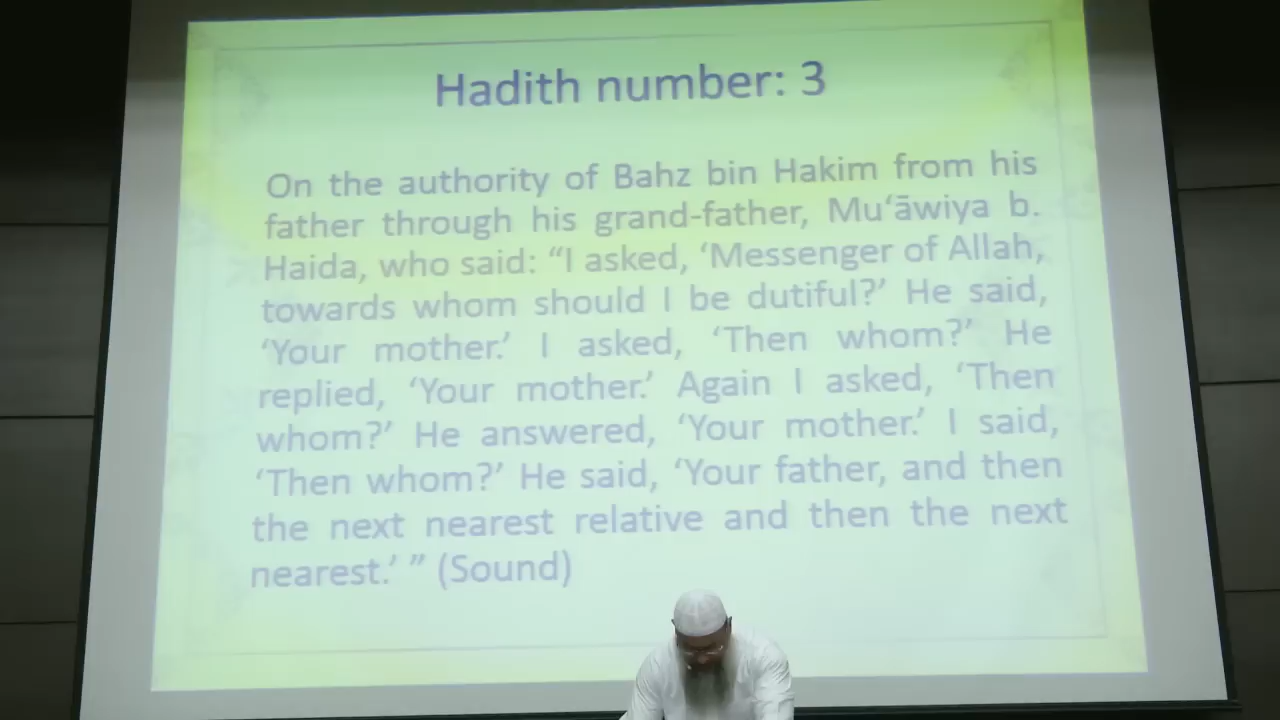 Hadith number: 3
On the authority of Bahz bin Hakim from his
father through his grand-father, Mu‘āwiya b.
Haida, who said: “I asked, ‘Messenger of Allah,
towards whom should I be dutiful?’ He said,
‘Your mother.’ I asked, ‘Then whom?’ He
replied, ‘Your mother.’ Again I asked, ‘Then
whom?’ He answered, ‘Your mother.’ I said,
‘Then whom?’ He said, ‘Your father, and then
the next nearest relative and then the next
nearest.’ ” (Sound)